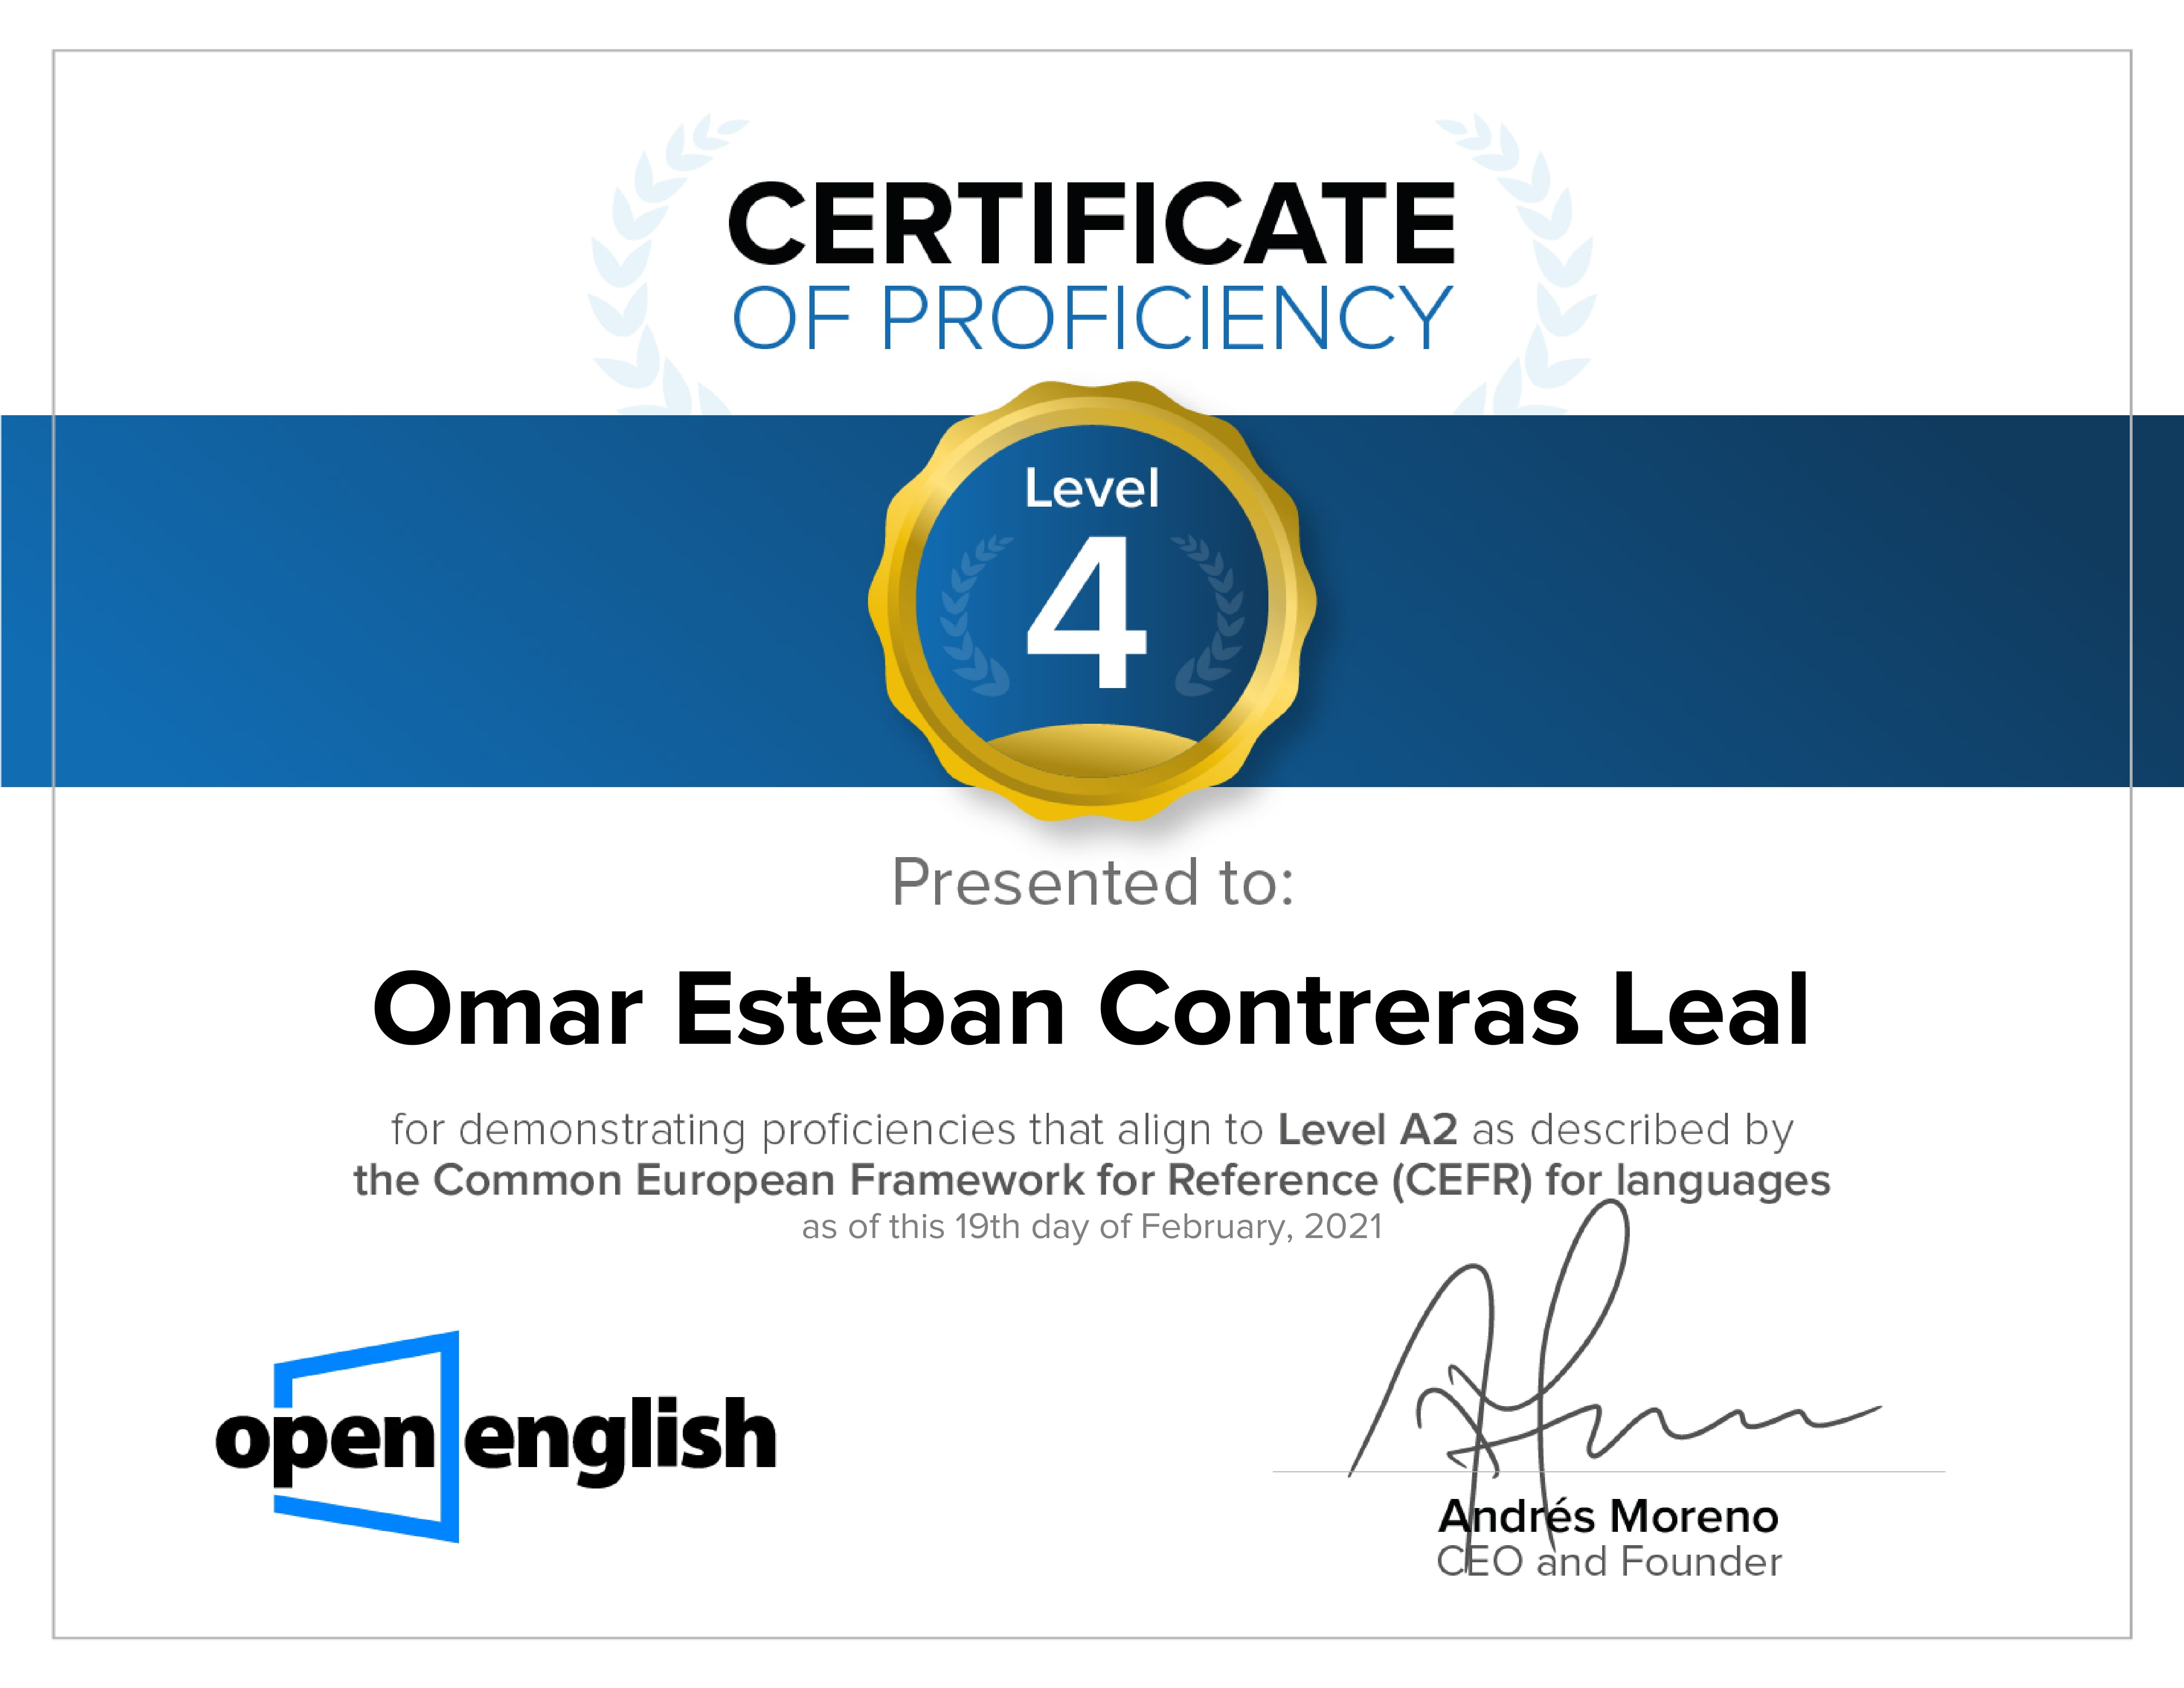 CERTIFICATE
OF PROFICIENCY
Level
4
Presented to:
Omar Esteban Contreras Leal
for demonstrating proficiencies that align to Level A2 as described by
the Common European Framework for Reference (CEFR) for languages
as of this 19th day of February, 2021
open english
Andrés Moreno
CEO and Founder